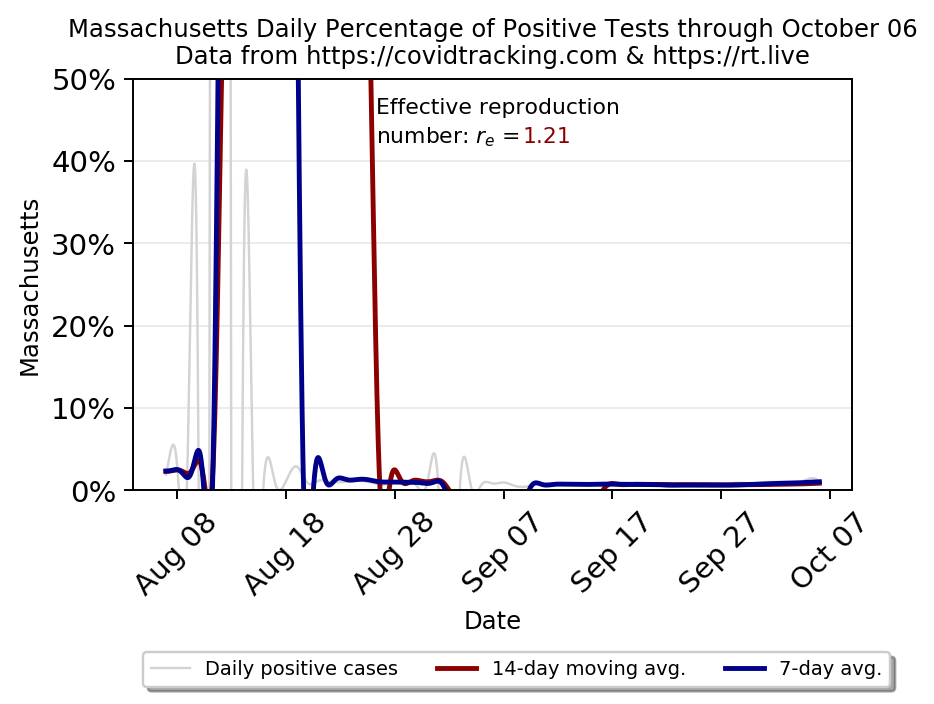 Massachusetts Daily Percentage of Positive Tests through October 06
Data from https://covidtracking.com & https://rt.live
50%
40%
30%
20%
10%
0%
Massachusetts
Effective reproduction
number: re =1.21
Aug 08
Aug 18
Aug 28
Sep 07
Sep 17
Sep 27
Oct 07
Date
Daily positive cases
14-day moving avg.
7-day avg.